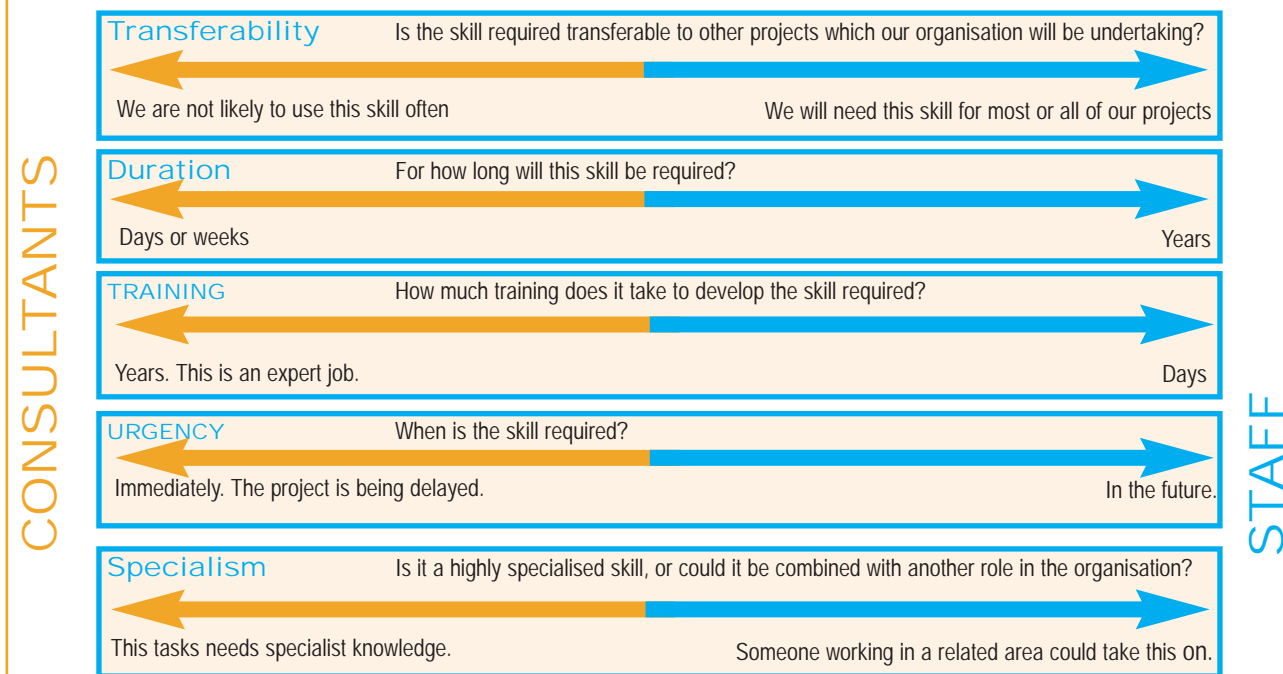 CONSULTANTS
Transferability Is the skill required transferable to other projects which our organisation will be undertaking?
We are not likely to use this skill often We will need this skill for most or all of our projects
Duration For how long will this skill be required?
Days or weeks Years
TRAINING How much training does it take to develop the skill required?
Years. This is an expert job. Days
URGENCY When is the skill required?
Immediately. The project is being delayed. In the future.
Specialism Is it a highly specialised skill, or could it be combined with another role in the organisation?
This tasks needs specialist knowledge. Someone working in a related area could take this on.
STAFF